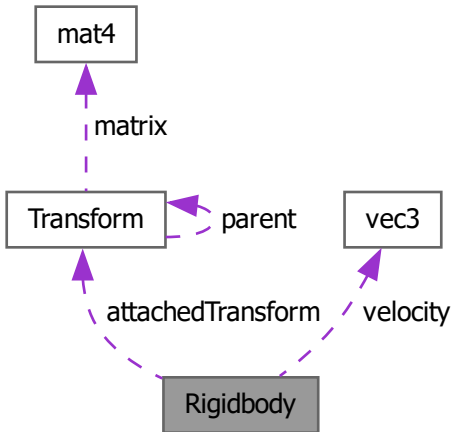 mat4
matrix
Transform
parent
vec3
attachedTransform
velocity
Rigidbody